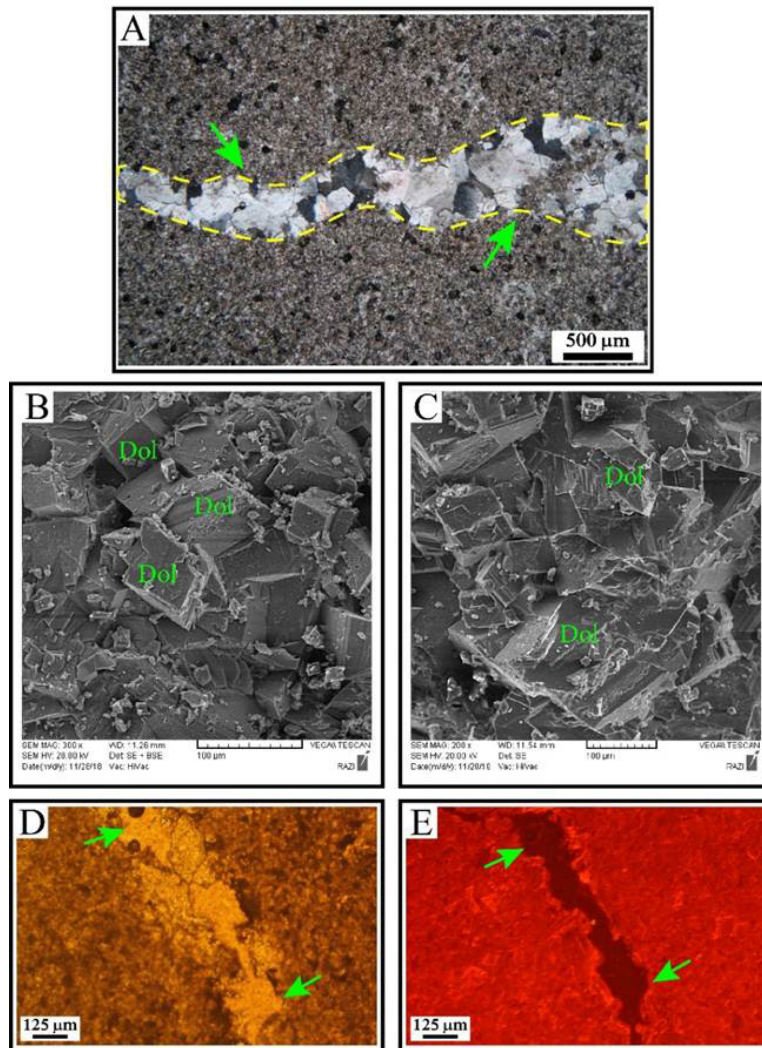 A
500 µm
B
Dol
Dol
Dol
SEM MAG: 300 x WD: 11.26 mm VEGA\\ TESCAN
SEM HV: 20.00 kV Det: SE + BSE 100 µm
Date(m/d/y): 11/28/18 Vac: HiVac RAZI
C
Dol
Dol
SEM MAG: 200 x WD: 11.54 mm VEGA\\ TESCAN
SEM HV: 20.00 kV Det: SE 100 µm
Date(m/d/y): 11/28/18 Vac: HiVac RAZI
D
125 µm
E
125 µm